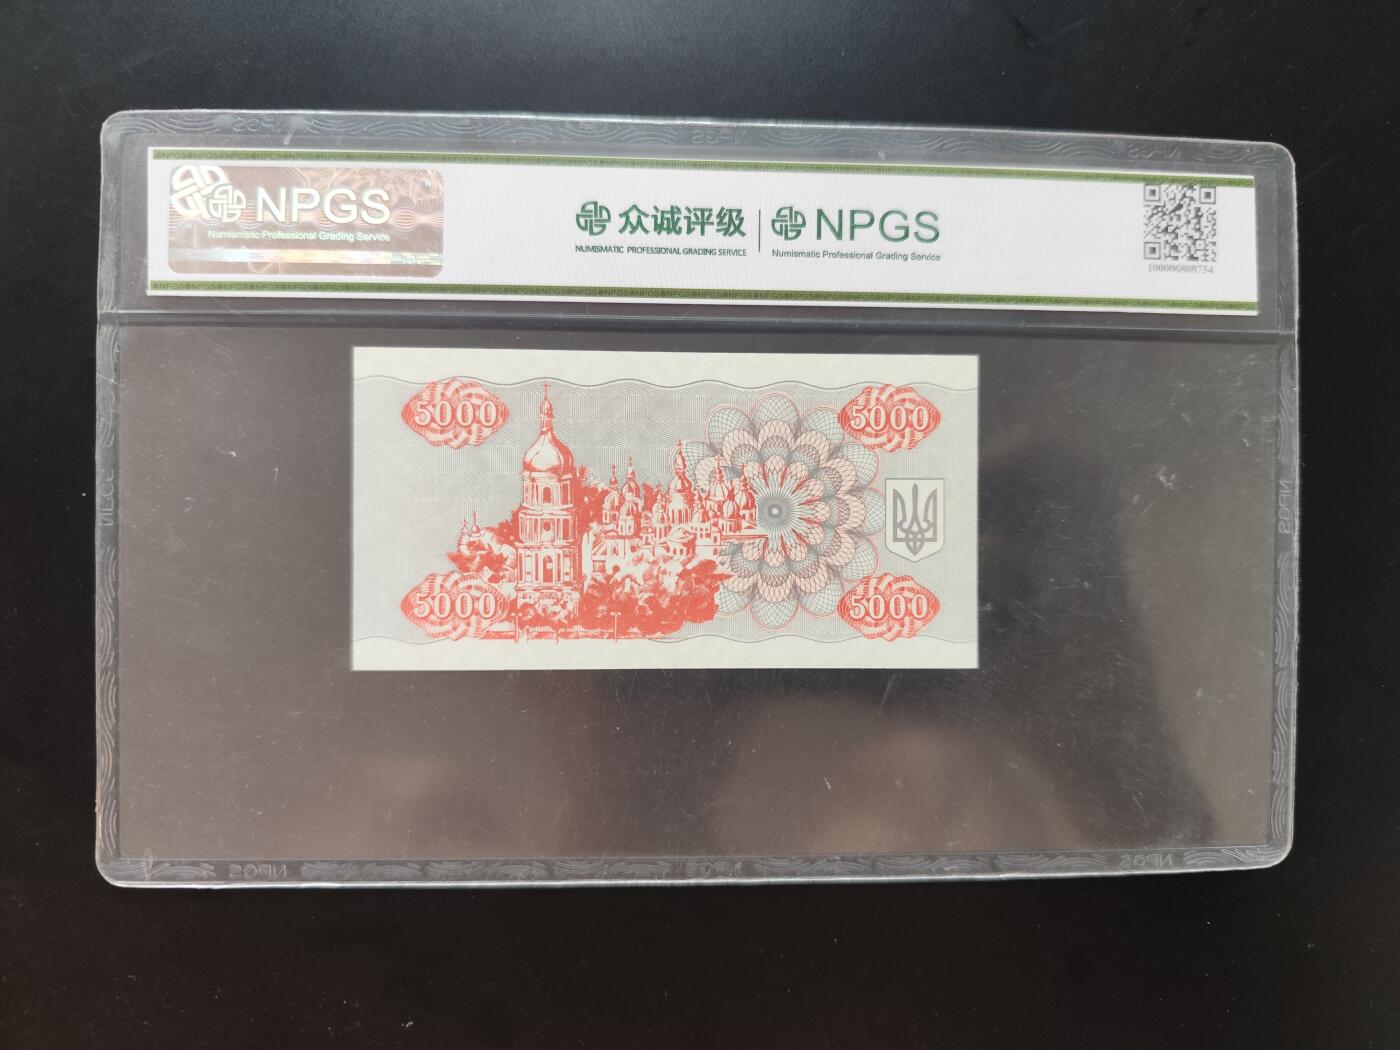 NPGS
Numismatic Professional Grading Service
众诚评级
NUMISMATIC PROFESSIONAL GRADING SERVICE
NPGS
Numismatic Professional Grading Service
100006808754
5000
5000
5000
5000